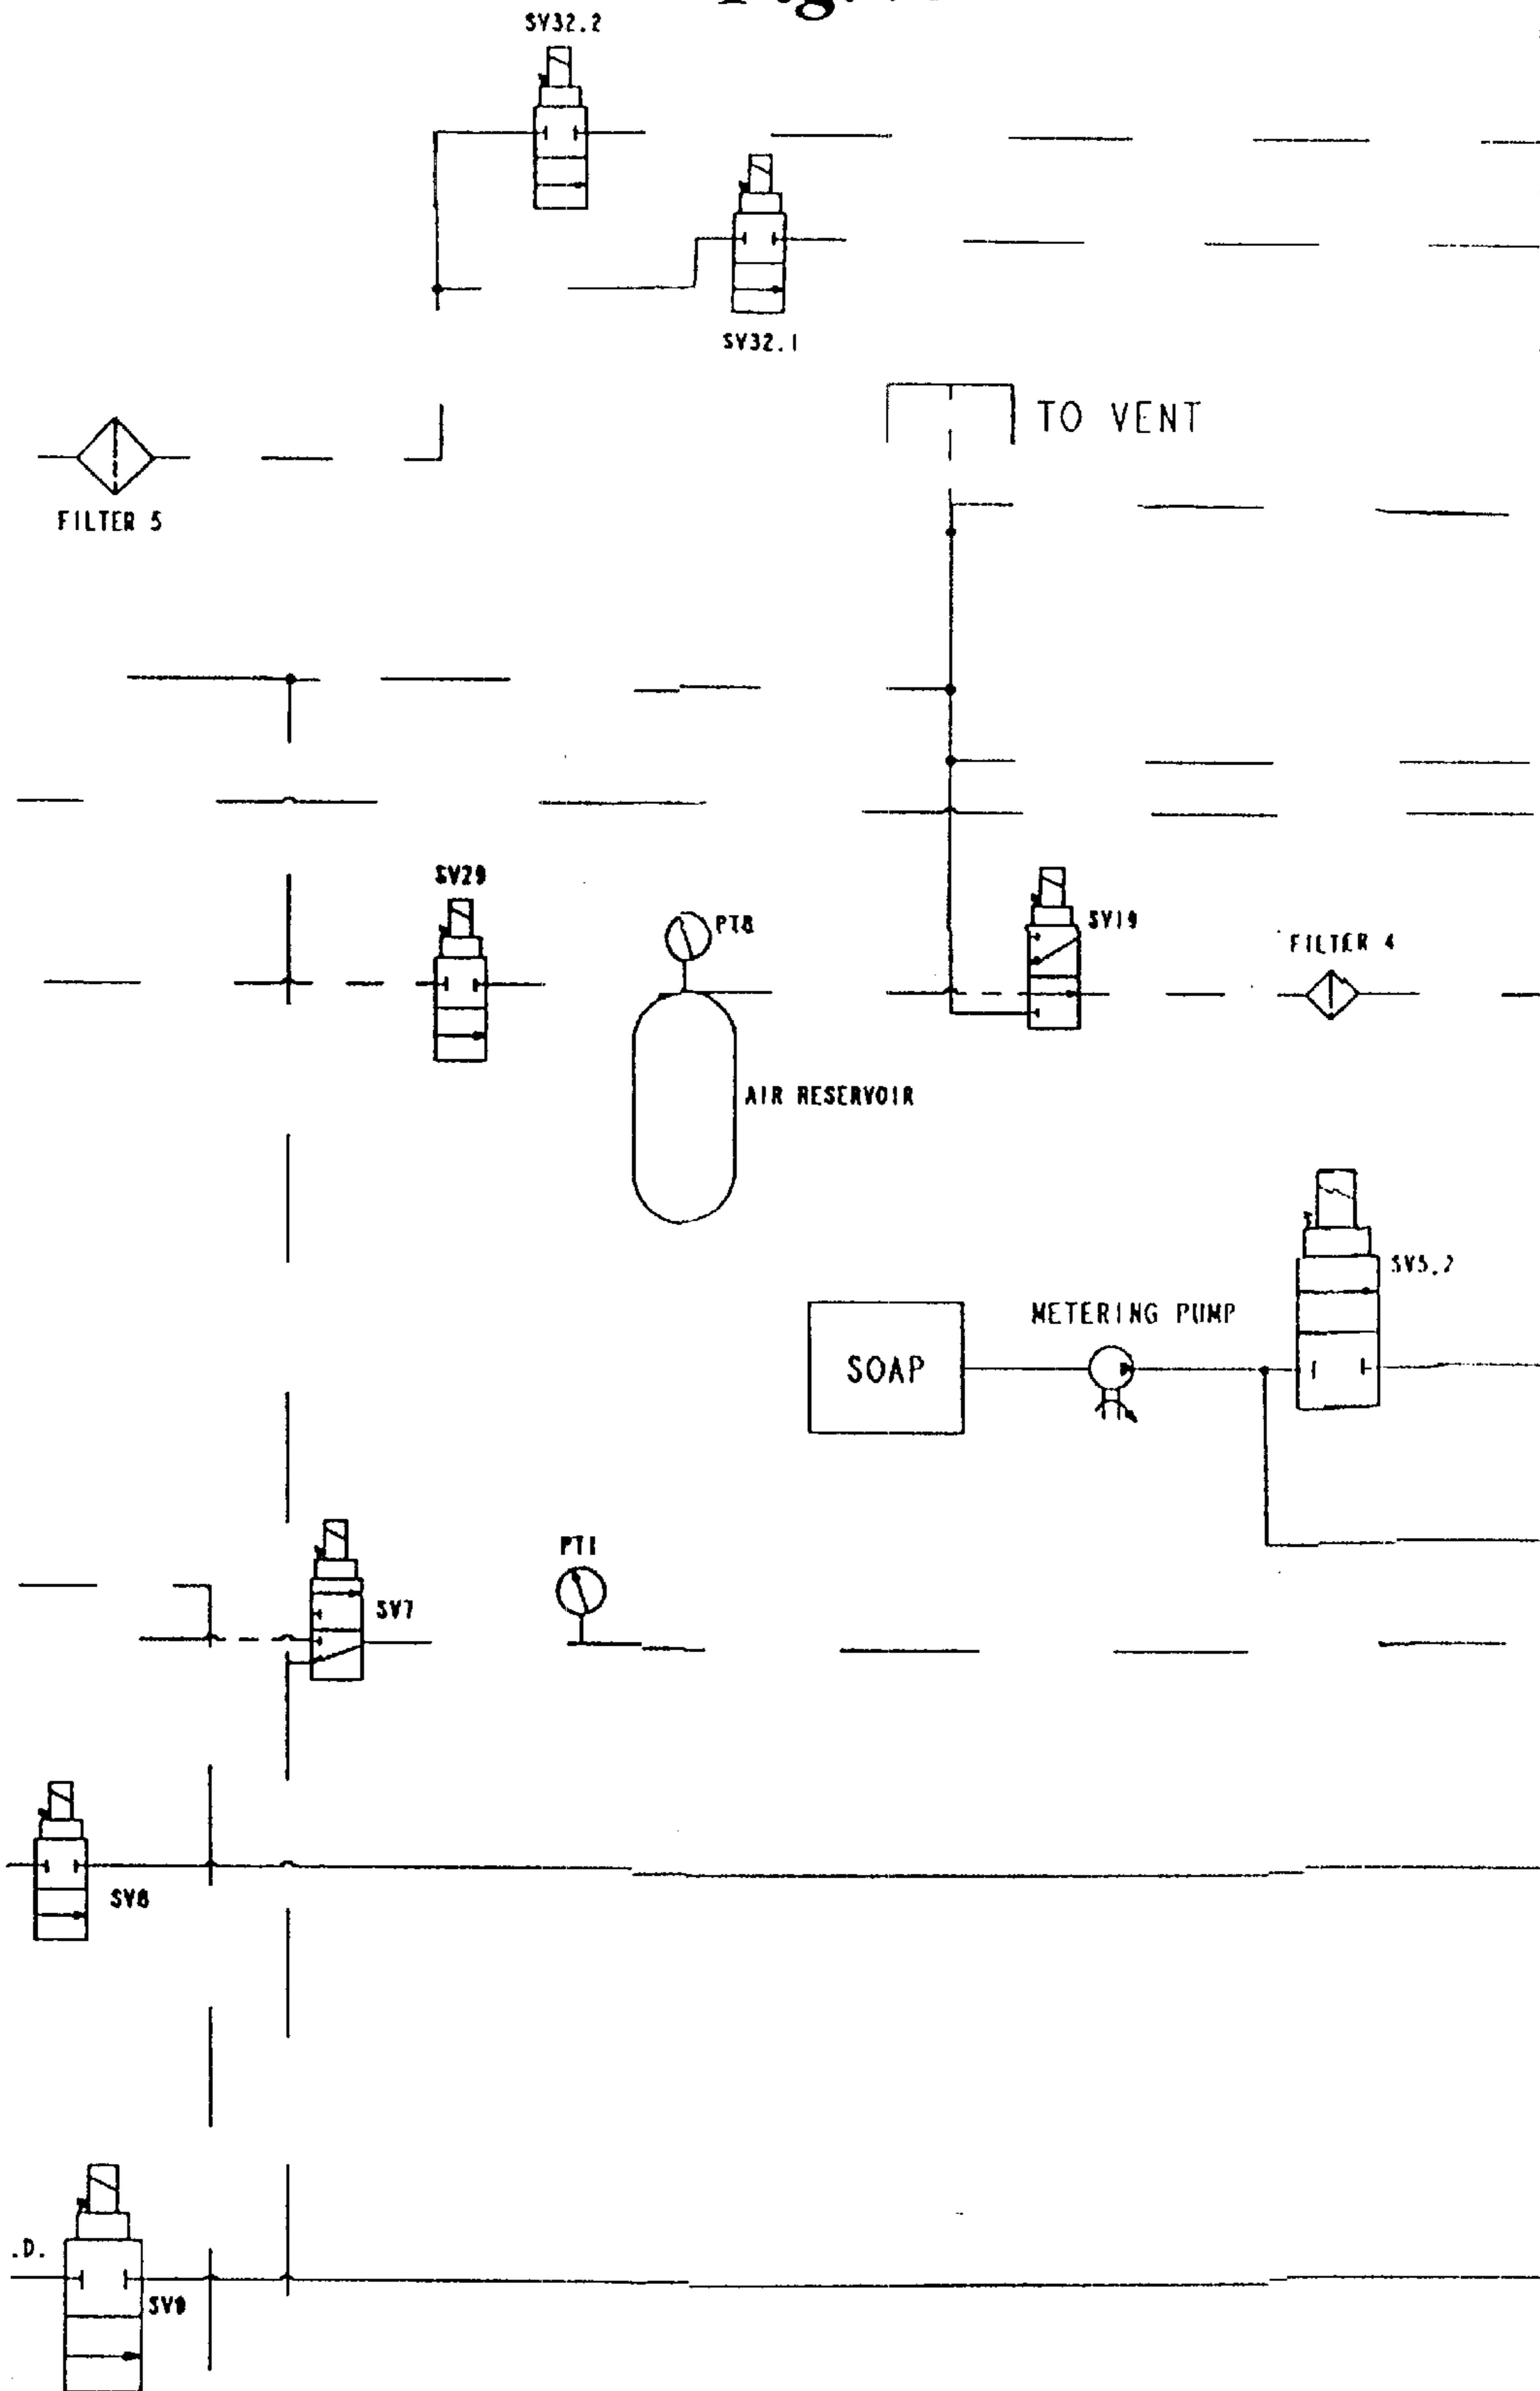 SV32.2
SV32.1
TO VENT
FILTER 5
SV29
PT8
SV19
FILTER 4
AIR RESERVOIR
SV5.2
METERING PUMP
SOAP
PT1
SV7
SV8
.D.
SV9